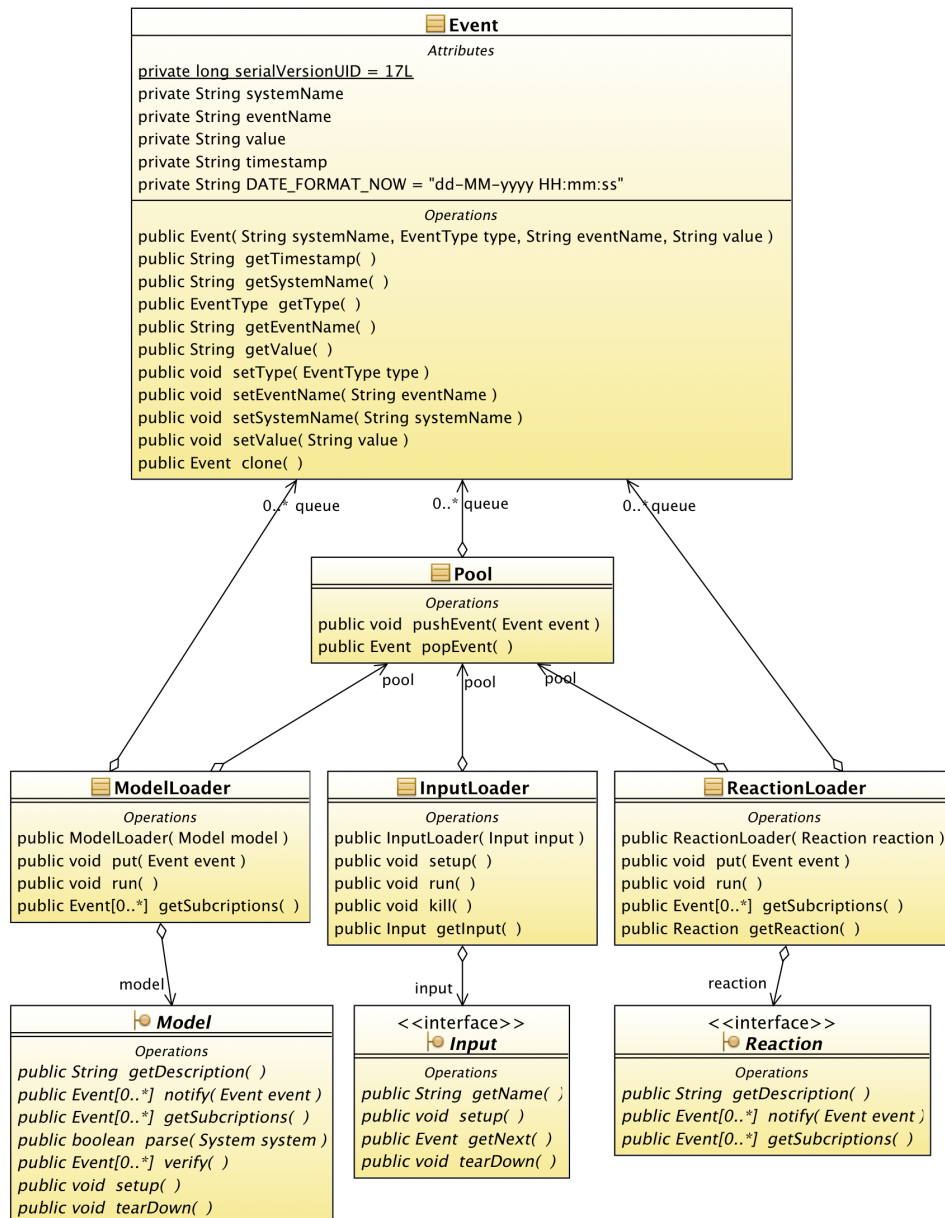 Event
Attributes
private long serialVersionUID = 17L
private String systemName
private String eventName
private String value
private String timestamp
private String DATE_FORMAT_NOW = "dd-MM-yyyy HH:mm:ss"
Operations
public Event( String systemName, EventType type, String eventName, String value )
public String getTimestamp( )
public String getSystemName( )
public EventType getType( )
public String getEventName( )
public String getValue( )
public void setType( EventType type )
public void setEventName( String eventName )
public void setSystemName( String systemName )
public void setValue( String value )
public Event clone( )
0..* queue
0..* queue
0..* queue
Pool
Operations
public void pushEvent( Event event )
public Event popEvent( )
pool
pool
pool
ModelLoader
Operations
public ModelLoader( Model model )
public void put( Event event )
public void run( )
public Event[0..*] getSubcriptions( )
InputLoader
Operations
public InputLoader( Input input )
public void setup( )
public void run( )
public void kill( )
public Input getInput( )
ReactionLoader
Operations
public ReactionLoader( Reaction reaction )
public void put( Event event )
public void run( )
public Event[0..*] getSubcriptions( )
public Reaction getReaction( )
model
input
reaction
Model
Operations
public String getDescription( )
public Event[0..*] notify( Event event )
public Event[0..*] getSubcriptions( )
public boolean parse( System system )
public Event[0..*] verify( )
public void setup( )
public void tearDown( )
<<interface>>
Input
Operations
public String getName( )
public void setup( )
public Event getNext( )
public void tearDown( )
<<interface>>
Reaction
Operations
public String getDescription( )
public Event[0..*] notify( Event event )
public Event[0..*] getSubcriptions( )